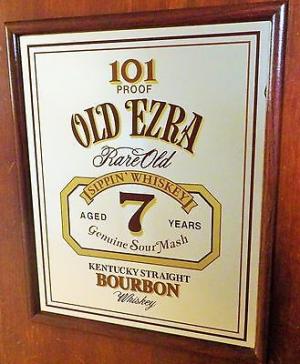 101
PROOF
OLD EZRA
Rare Old
SIPPIN' WHISKEY
AGED 7 YEARS
Genuine Sour Mash
KENTUCKY STRAIGHT
BOURBON
Whiskey